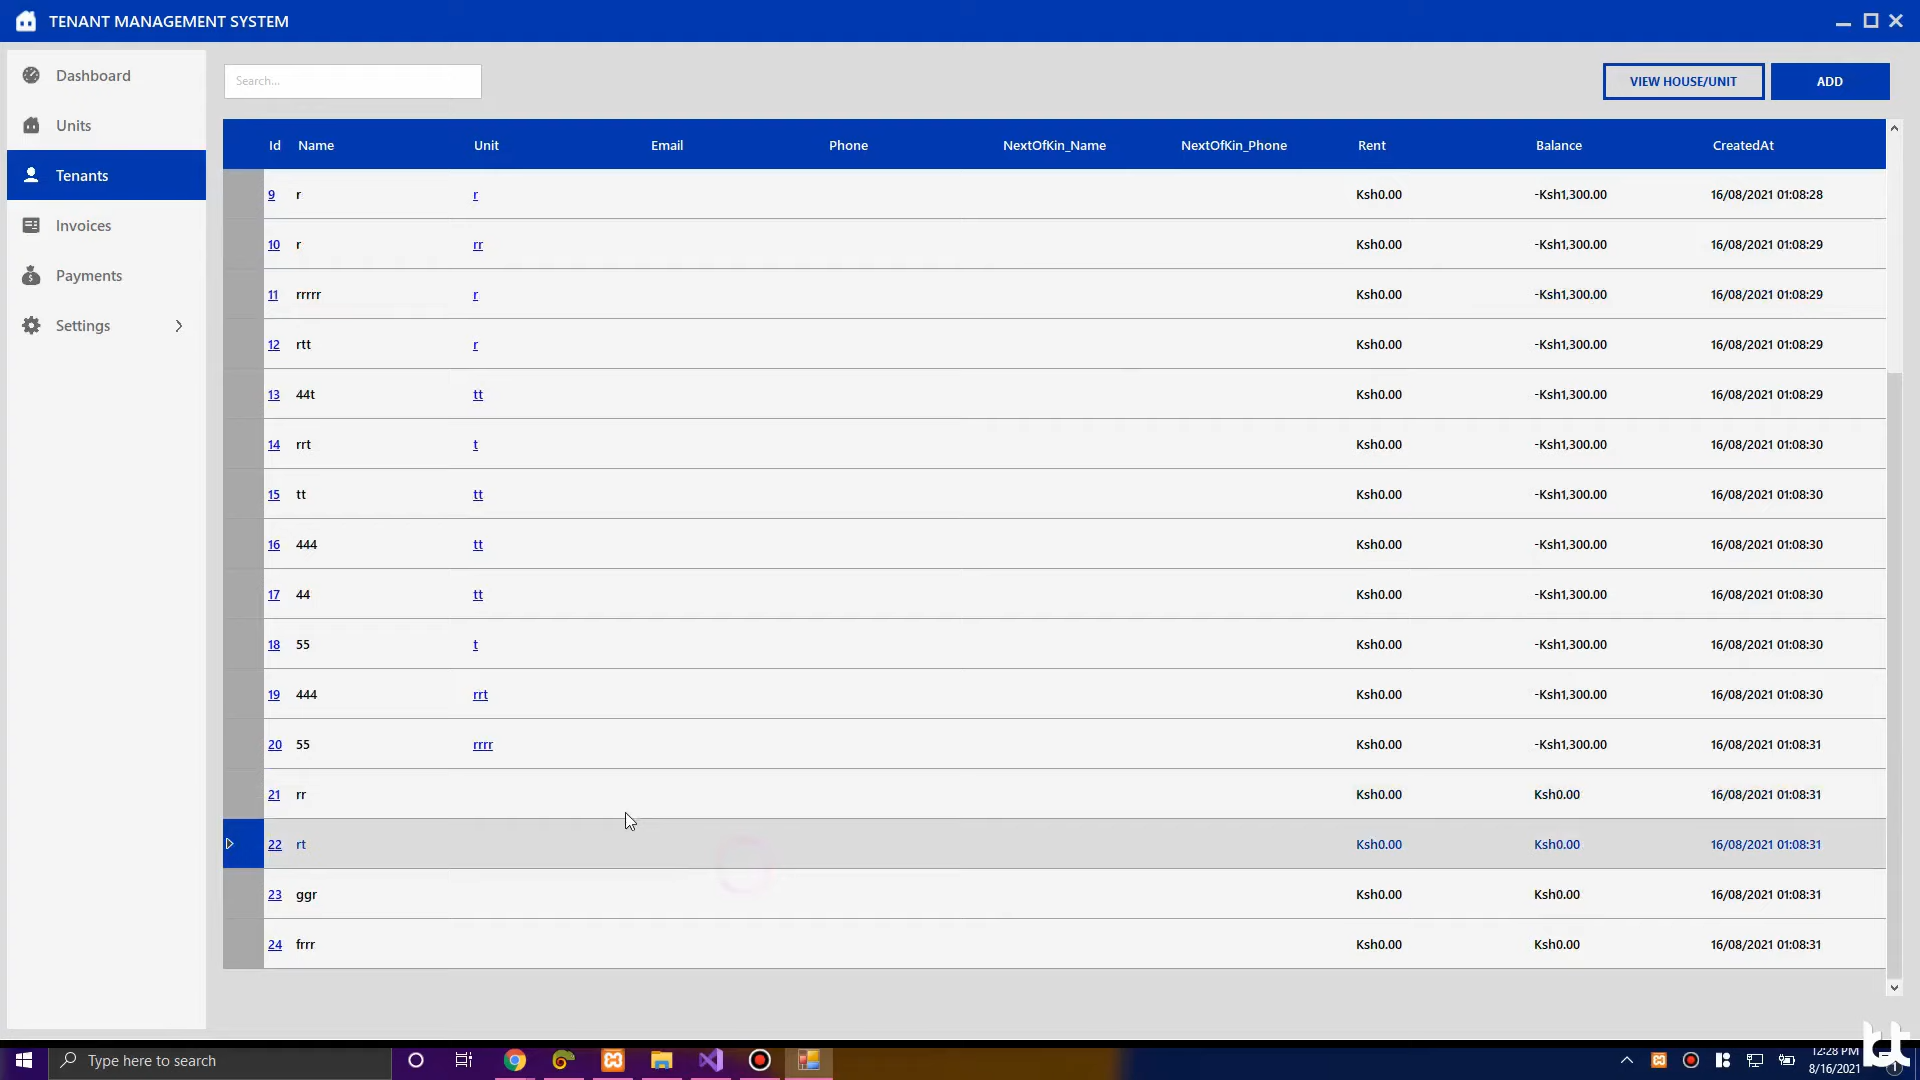 TENANT MANAGEMENT SYSTEM
Dashboard
Units
Tenants
Invoices
Payments
Settings
Search...
VIEW HOUSE/UNIT
ADD
Id Name Unit Email Phone NextOfKin_Name NextOfKin_Phone Rent Balance CreatedAt
9 r r Ksh0.00 -Ksh1,300.00 16/08/2021 01:08:28
10 r rr Ksh0.00 -Ksh1,300.00 16/08/2021 01:08:29
11 rrrrr r Ksh0.00 -Ksh1,300.00 16/08/2021 01:08:29
12 rtt r Ksh0.00 -Ksh1,300.00 16/08/2021 01:08:29
13 44t tt Ksh0.00 -Ksh1,300.00 16/08/2021 01:08:29
14 rrt t Ksh0.00 -Ksh1,300.00 16/08/2021 01:08:30
15 tt tt Ksh0.00 -Ksh1,300.00 16/08/2021 01:08:30
16 444 tt Ksh0.00 -Ksh1,300.00 16/08/2021 01:08:30
17 44 tt Ksh0.00 -Ksh1,300.00 16/08/2021 01:08:30
18 55 t Ksh0.00 -Ksh1,300.00 16/08/2021 01:08:30
19 444 rrt Ksh0.00 -Ksh1,300.00 16/08/2021 01:08:30
20 55 rrrr Ksh0.00 -Ksh1,300.00 16/08/2021 01:08:31
21 rr Ksh0.00 Ksh0.00 16/08/2021 01:08:31
22 rt Ksh0.00 Ksh0.00 16/08/2021 01:08:31
23 ggr Ksh0.00 Ksh0.00 16/08/2021 01:08:31
24 frrr Ksh0.00 Ksh0.00 16/08/2021 01:08:31
Type here to search
12:28 PM
8/16/2021
tt